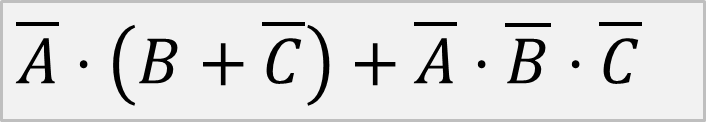 A̅ · (B + C̅) + A̅ · B̅ · C̅